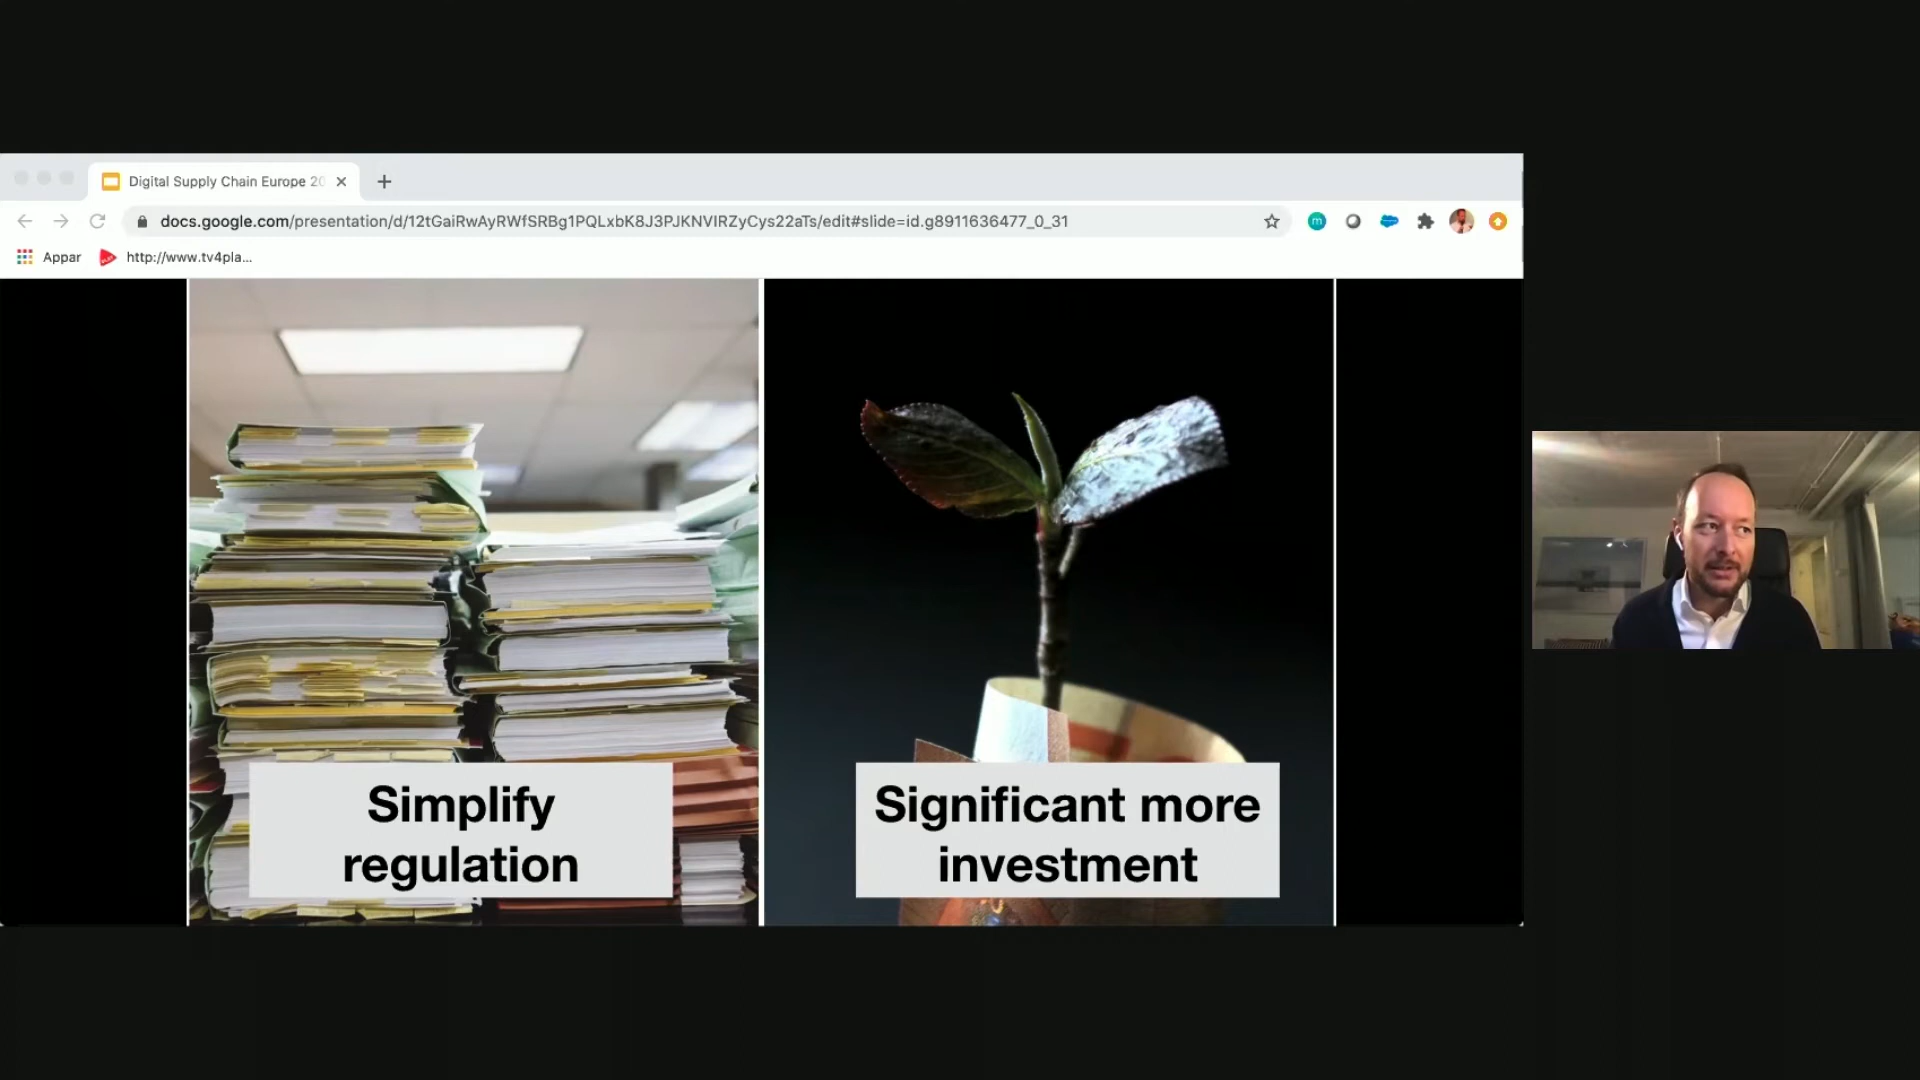 Digital Supply Chain Europe 20
docs.google.com/presentation/d/12tGaiRwAyRWfSRBg1PQLxbK8J3PJKNVIRZyCys22aTs/edit#slide=id.g8911636477_0_31
m
Appar
http://www.tv4pla...
Simplify
regulation
Significant more
investment